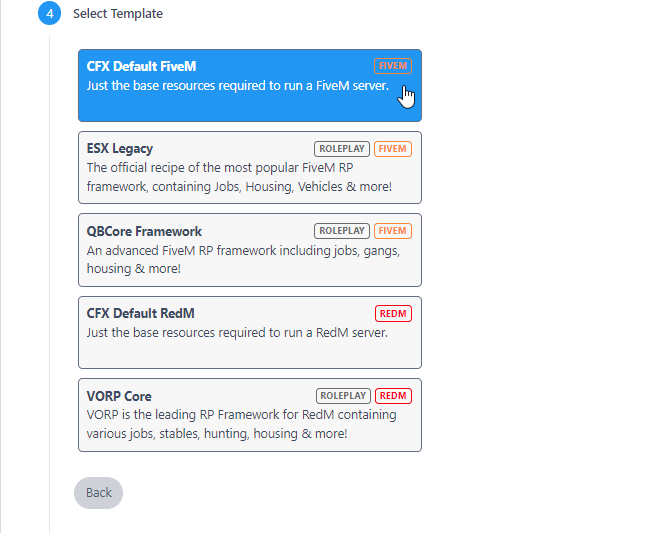 4 Select Template
CFX Default FiveM FIVEM
Just the base resources required to run a FiveM server.
ESX Legacy ROLEPLAY FIVEM
The official recipe of the most popular FiveM RP
framework, containing Jobs, Housing, Vehicles & more!
QBCore Framework ROLEPLAY FIVEM
An advanced FiveM RP framework including jobs, gangs,
housing & more!
CFX Default RedM REDM
Just the base resources required to run a RedM server.
VORP Core ROLEPLAY REDM
VORP is the leading RP Framework for RedM containing
various jobs, stables, hunting, housing & more!
Back